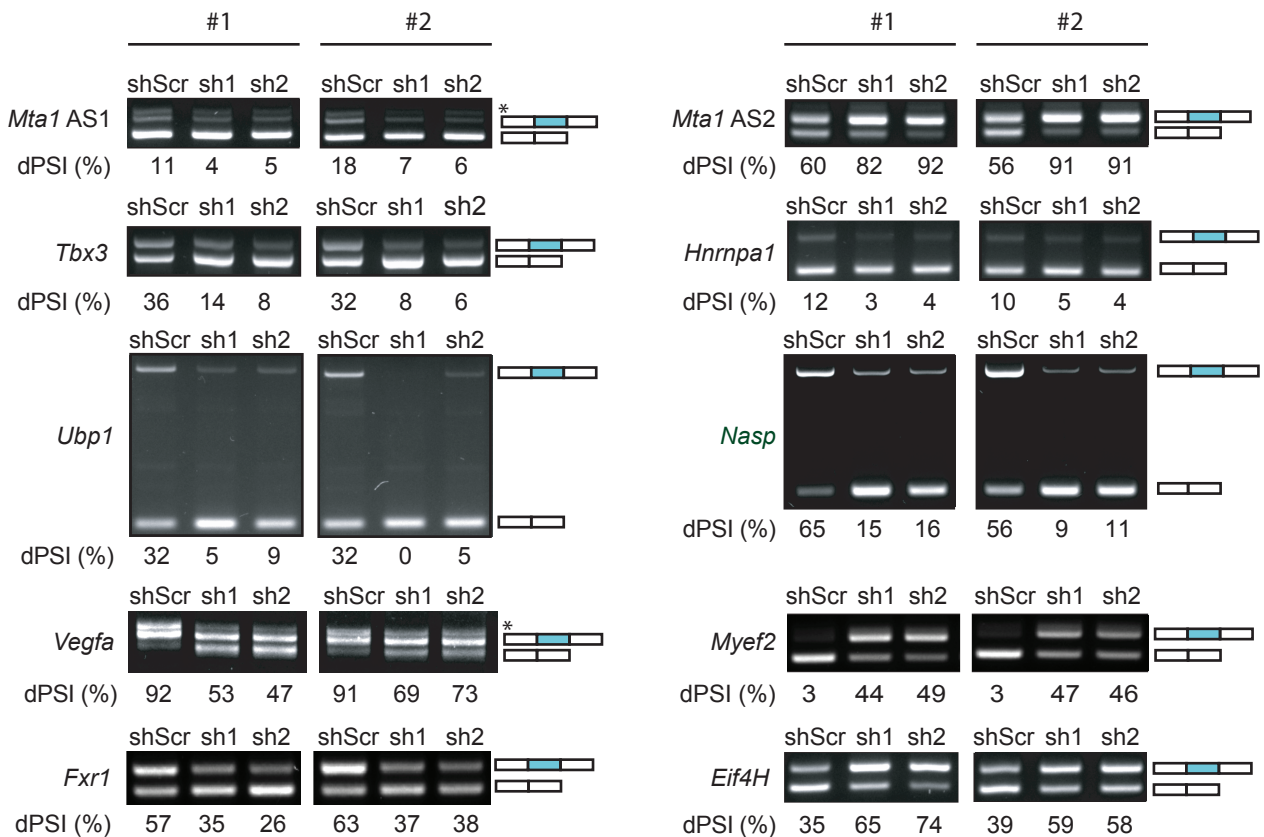 #1 #2
shScr sh1 sh2 shScr sh1 sh2
Mta1 AS1 *
dPSI (%) 11 4 5 18 7 6
shScr sh1 sh2 shScr sh1 sh2
Tbx3
dPSI (%) 36 14 8 32 8 6
shScr sh1 sh2 shScr sh1 sh2
Ubp1
dPSI (%) 32 5 9 32 0 5
shScr sh1 sh2 shScr sh1 sh2
Vegfa *
dPSI (%) 92 53 47 91 69 73
shScr sh1 sh2 shScr sh1 sh2
Fxr1
dPSI (%) 57 35 26 63 37 38
#1 #2
shScr sh1 sh2 shScr sh1 sh2
Mta1 AS2
dPSI (%) 60 82 92 56 91 91
shScr sh1 sh2 shScr sh1 sh2
Hnrnpa1
dPSI (%) 12 3 4 10 5 4
shScr sh1 sh2 shScr sh1 sh2
Nasp
dPSI (%) 65 15 16 56 9 11
shScr sh1 sh2 shScr sh1 sh2
Myef2
dPSI (%) 3 44 49 3 47 46
shScr sh1 sh2 shScr sh1 sh2
Eif4H
dPSI (%) 35 65 74 39 59 58